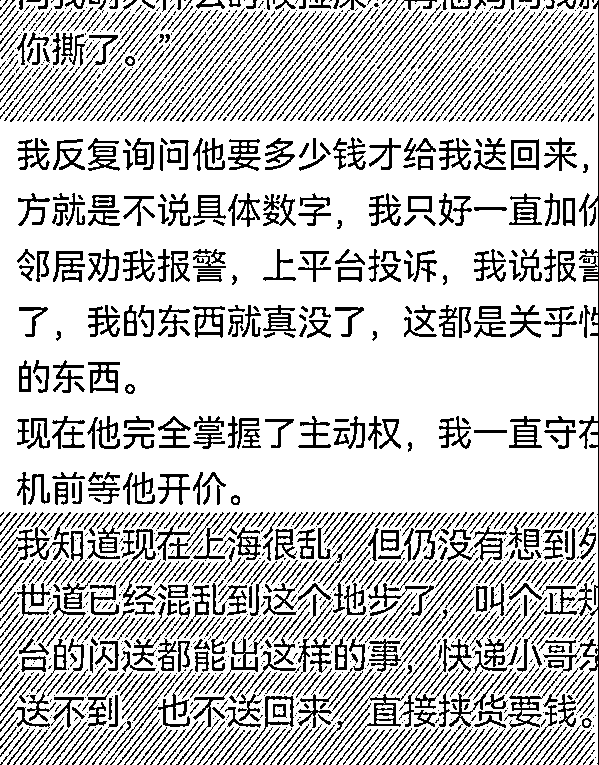 你撕了。”
我反复询问他要多少钱才给我送回来，
方就是不说具体数字，我只好一直加价
邻居劝我报警，上平台投诉，我说报警
了，我的东西就真没了，这都是关乎性
的东西。
现在他完全掌握了主动权，我一直守在
机前等他开价。
我知道现在上海很乱，但仍没有想到外
世道已经混乱到这个地步了，叫个正规
台的闪送都能出这样的事，快递小哥东
送不到，也不送回来，直接挟货要钱。